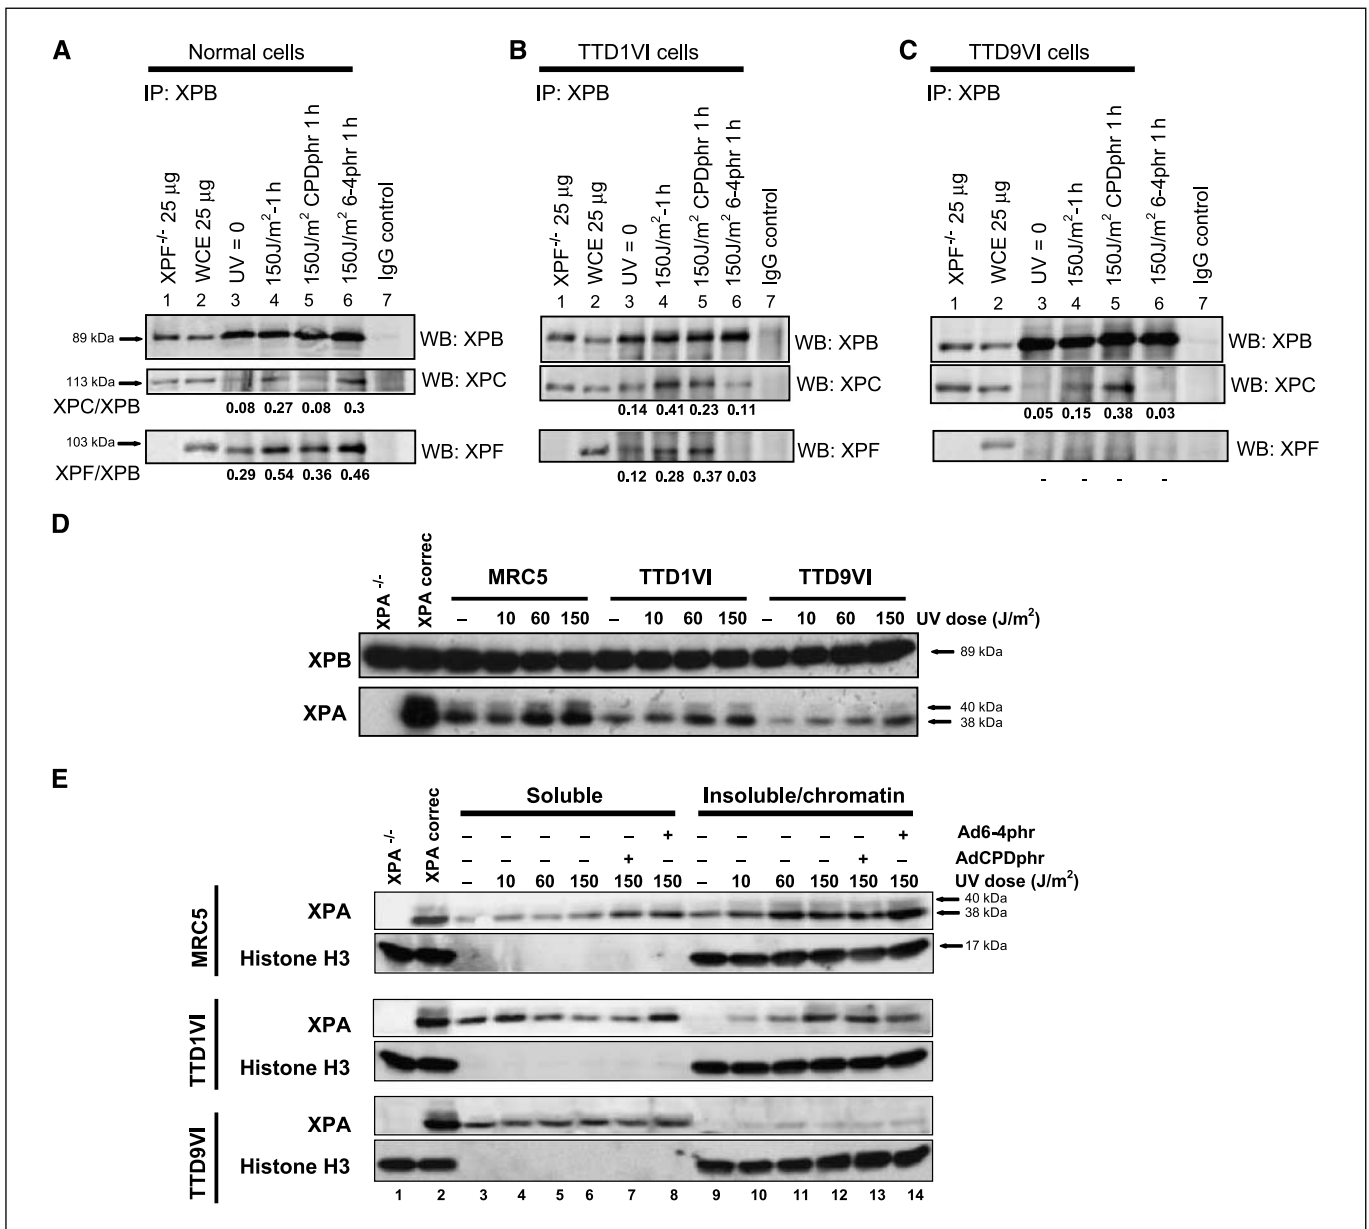 A
Normal cells
IP: XPB
XPF-/- 25 µg
WCE 25 µg
UV = 0
150J/m²-1h
150J/m² CPDphr 1 h
150J/m² 6-4phr 1 h
IgG control
1 2 3 4 5 6 7
89 kDa
WB: XPB
113 kDa
WB: XPC
XPC/XPB
0.08 0.27 0.08 0.3
103 kDa
WB: XPF
XPF/XPB
0.29 0.54 0.36 0.46
B
TTD1VI cells
IP: XPB
XPF-/- 25 µg
WCE 25 µg
UV = 0
150J/m²-1h
150J/m² CPDphr 1 h
150J/m² 6-4phr 1 h
IgG control
1 2 3 4 5 6 7
WB: XPB
WB: XPC
0.14 0.41 0.23 0.11
WB: XPF
0.12 0.28 0.37 0.03
C
TTD9VI cells
IP: XPB
XPF-/- 25 µg
WCE 25 µg
UV = 0
150J/m²-1h
150J/m² CPDphr 1 h
150J/m² 6-4phr 1 h
IgG control
1 2 3 4 5 6 7
WB: XPB
WB: XPC
0.05 0.15 0.38 0.03
WB: XPF
- - - -
D
XPA -/-
XPA correc
MRC5 TTD1VI TTD9VI
– 10 60 150 – 10 60 150 – 10 60 150 UV dose (J/m²)
XPB
89 kDa
XPA
40 kDa
38 kDa
E
XPA -/-
XPA correc
Soluble Insoluble/chromatin
– – – – – + – – – – – + Ad6-4phr
– – – – + – – – – – + – AdCPDphr
– 10 60 150 150 150 – 10 60 150 150 150 UV dose (J/m²)
MRC5
XPA
40 kDa
38 kDa
Histone H3
17 kDa
TTD1VI
XPA
Histone H3
TTD9VI
XPA
Histone H3
1 2 3 4 5 6 7 8 9 10 11 12 13 14